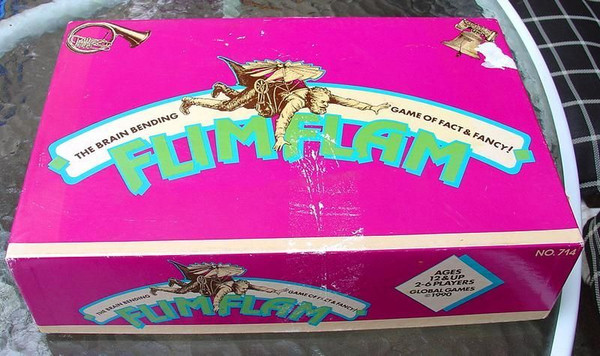 THE BRAIN BENDING
GAME OF FACT & FANCY!
FLIM FLAM
NO. 714
THE BRAIN BENDING
GAME OF FACT & FANCY!
FLIM FLAM
AGES
12 & UP
2-6 PLAYERS
GLOBAL GAMES
© 1990